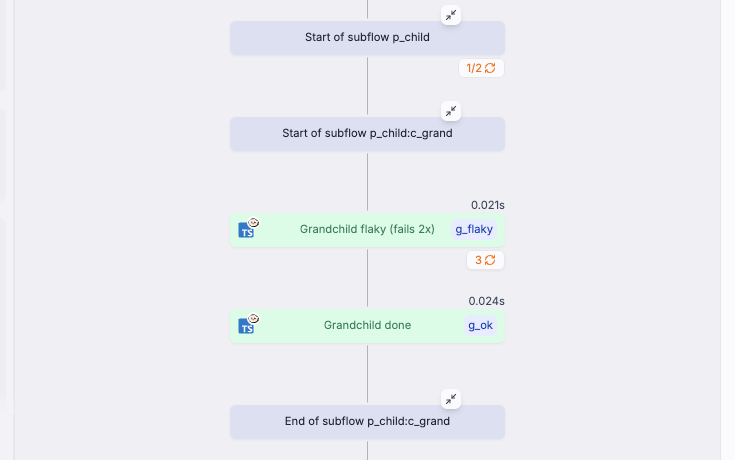 Start of subflow p_child
1/2
Start of subflow p_child:c_grand
0.021s
TS Grandchild flaky (fails 2x) g_flaky
3
0.024s
TS Grandchild done g_ok
End of subflow p_child:c_grand